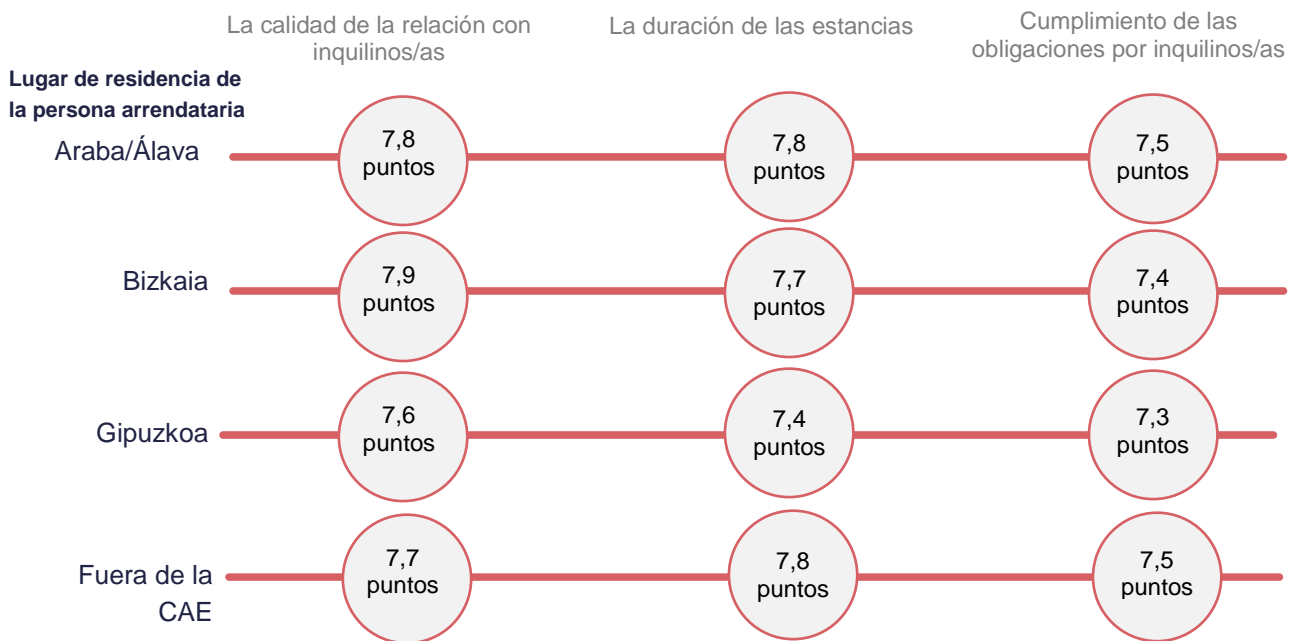 La calidad de la relación con
inquilinos/as
La duración de las estancias
Cumplimiento de las
obligaciones por inquilinos/as
Lugar de residencia de
la persona arrendataria
Araba/Álava
7,8
puntos
7,8
puntos
7,5
puntos
Bizkaia
7,9
puntos
7,7
puntos
7,4
puntos
Gipuzkoa
7,6
puntos
7,4
puntos
7,3
puntos
Fuera de la
CAE
7,7
puntos
7,8
puntos
7,5
puntos